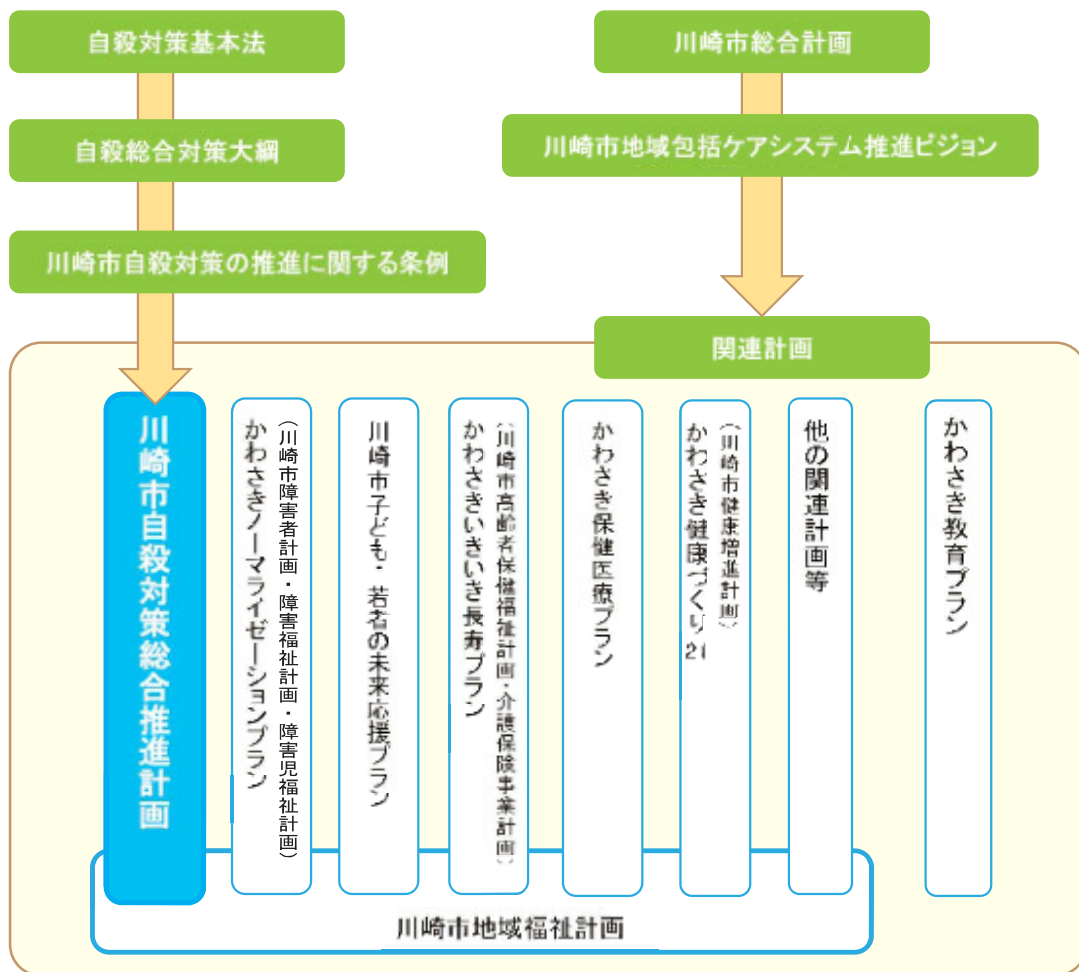 自殺対策基本法
自殺総合対策大綱
川崎市自殺対策の推進に関する条例
川崎市総合計画
川崎市地域包括ケアシステム推進ビジョン
関連計画
川崎市自殺対策総合推進計画
かわさきノーマライゼーションプラン
（川崎市障害者計画・障害福祉計画・障害児福祉計画）
川崎市子ども・若者の未来応援プラン
かわさきいきいき長寿プラン
（川崎市高齢者保健福祉計画・介護保険事業計画）
かわさき保健医療プラン
かわさき健康づくり21
（川崎市健康増進計画）
他の関連計画等
かわさき教育プラン
川崎市地域福祉計画